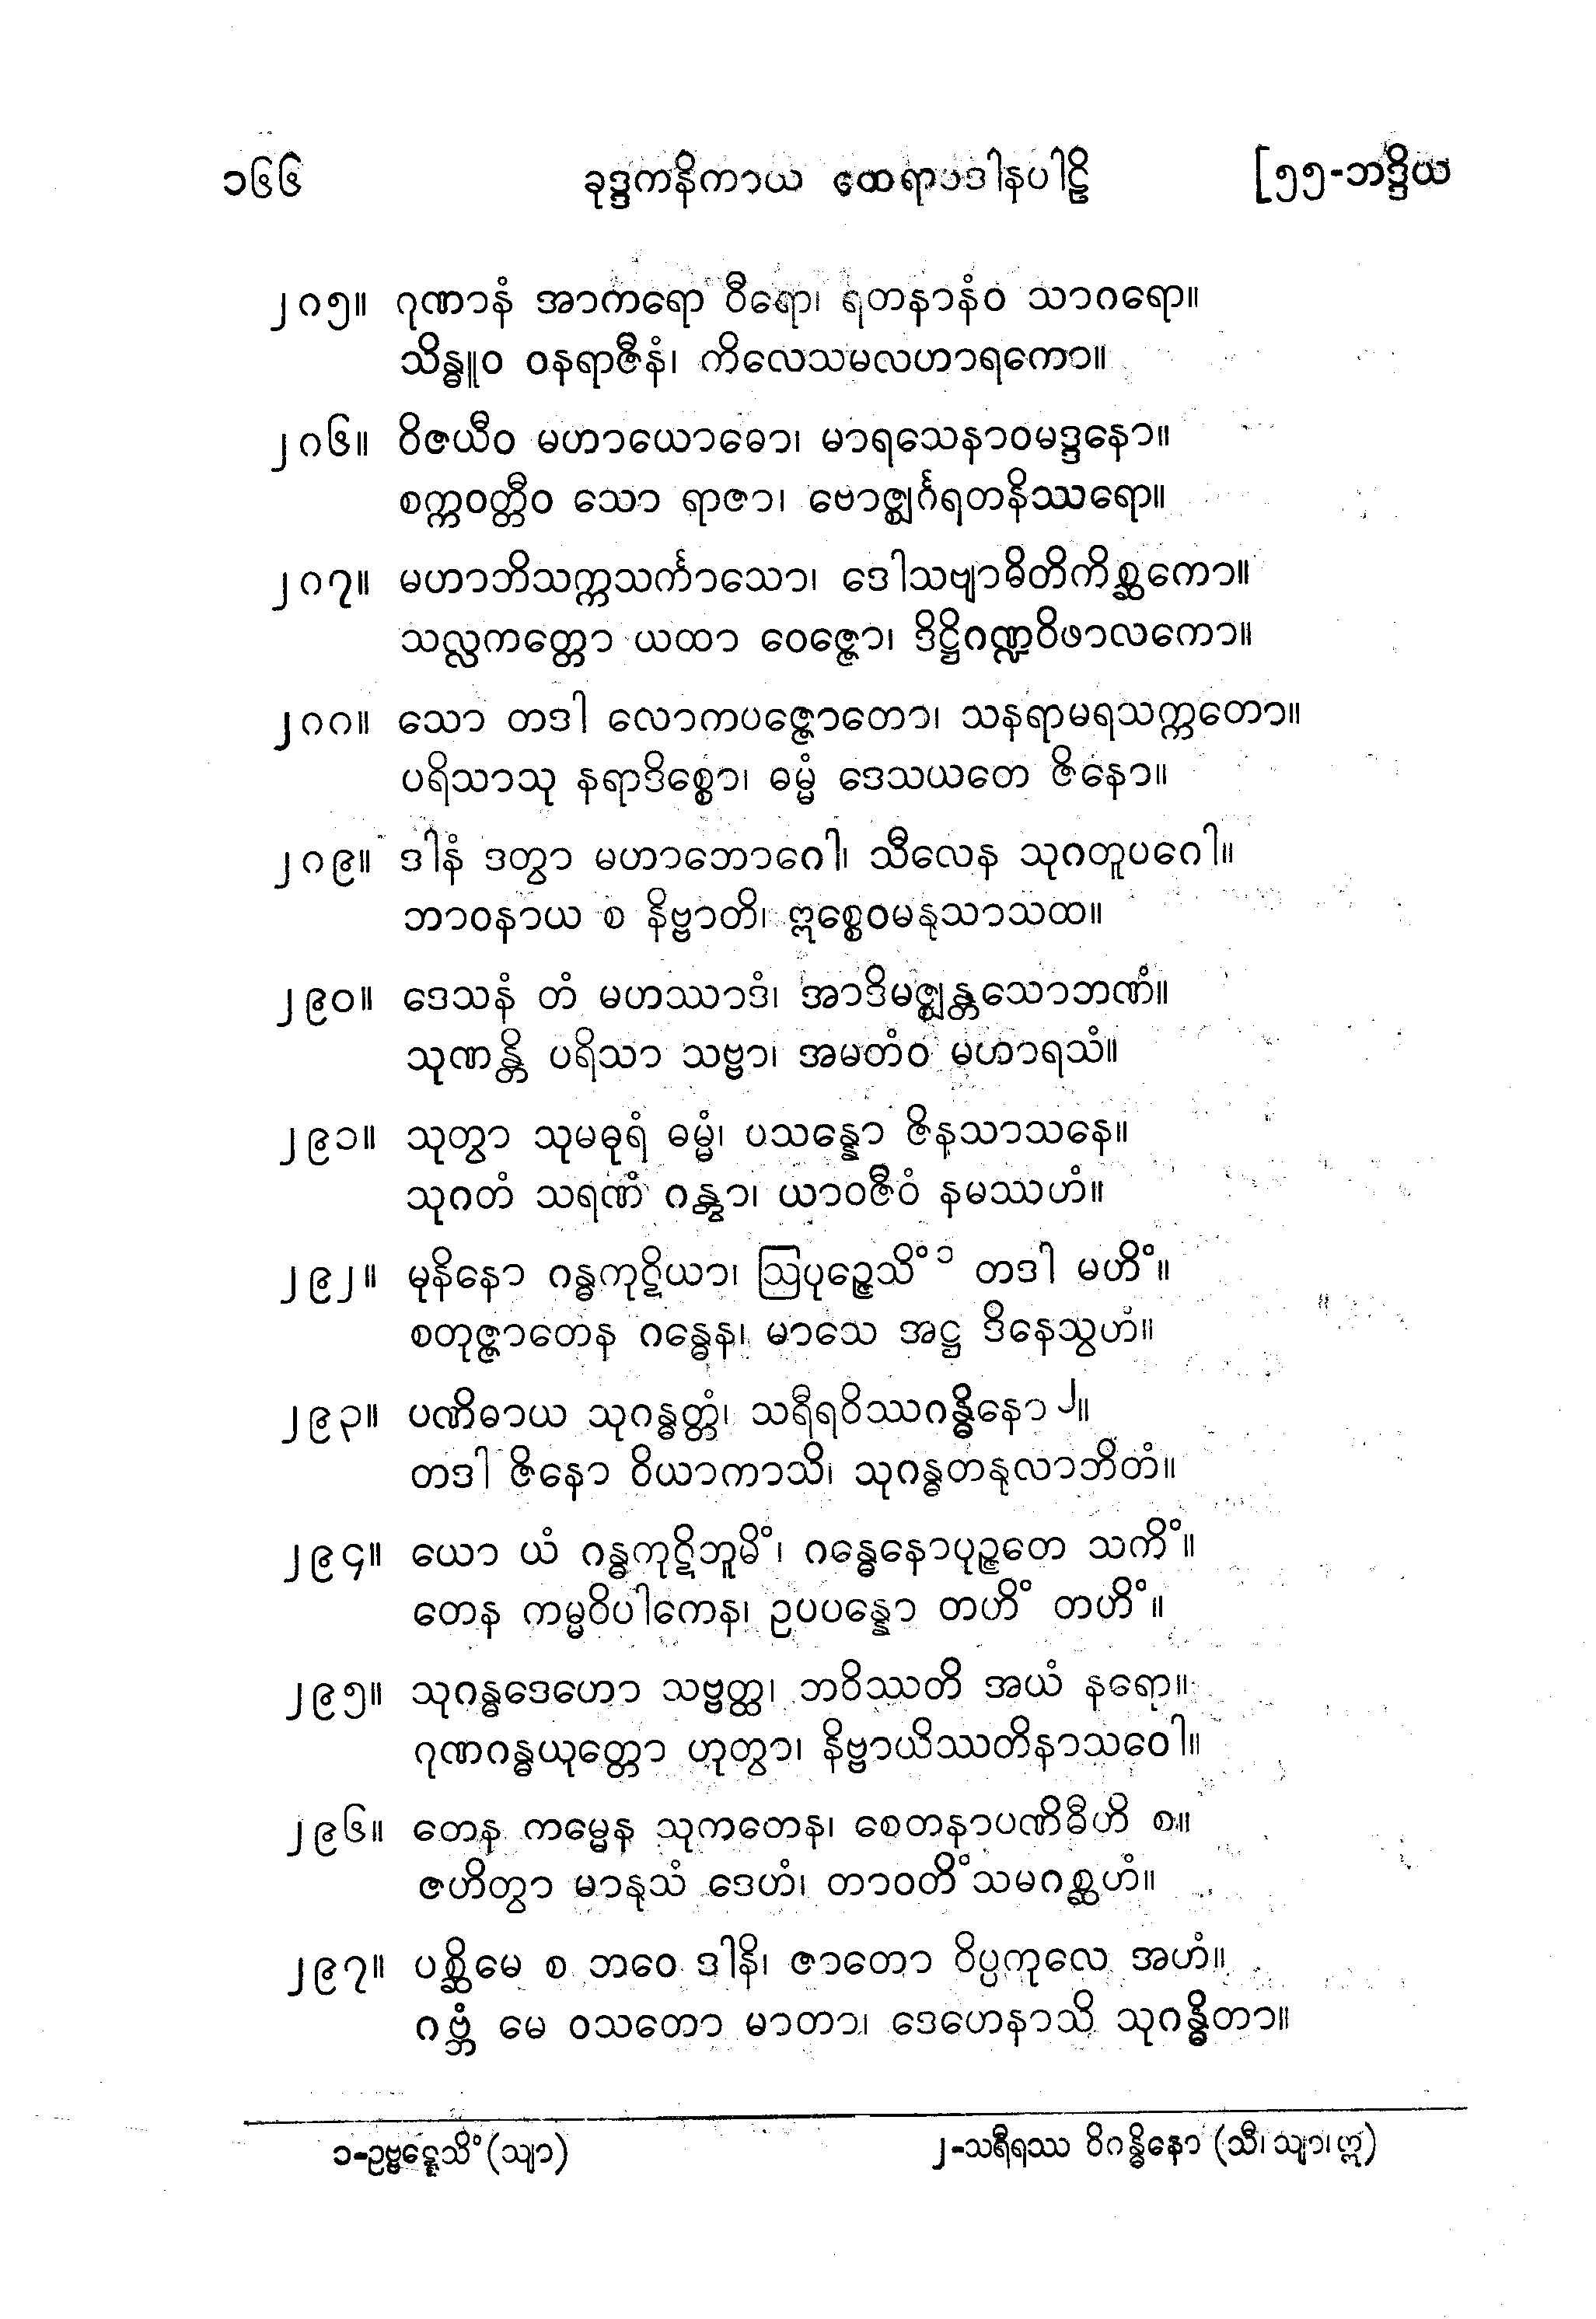 ၁၆၆ ခုဒ္ဒကနိကာယ ထေရာပဒါနပါဠိ [၅၅-ဘဒ္ဒိယ
၂၈၅။ ဂုဏာနံ အာကရော ဝီရော၊ ရတနာနံဝ သာဂရော။
သိန္ဓူဝ ဝနရာဇီနံ၊ ကိလေသမလဟာရကော။
၂၈၆။ ဝိဇယီဝ မဟာယောဓော၊ မာရသေနာဝမဒ္ဒနော။
စက္ကဝတ္တီဝ သော ရာဇာ၊ ဗောဇ္ဈင်္ဂရတနိဿရော။
၂၈၇။ မဟာဘိသက္ကသင်္ကာသော၊ ဒေါသဗျာဓိတိကိစ္ဆကော။
သလ္လကတ္တော ယထာ ဝေဇ္ဇော၊ ဒိဋ္ဌိဂဏ္ဍဝိဖာလကော။
၂၈၈။ သော တဒါ လောကပဇ္ဇောတော၊ သနရာမရသက္ကတော။
ပရိသာသု နရာဒိစ္စော၊ ဓမ္မံ ဒေသယတေ ဇိနော။
၂၈၉။ ဒါနံ ဒတွာ မဟာဘောဂေါ၊ သီလေန သုဂတူပဂေါ။
ဘာဝနာယ စ နိဗ္ဗာတိ၊ ဣစ္စေဝမနုသာသထ။
၂၉၀။ ဒေသနံ တံ မဟဿာဒံ၊ အာဒိမဇ္ဈန္တသောဘဏံ။
သုဏန္တိ ပရိသာ သဗ္ဗာ၊ အမတံဝ မဟာရသံ။
၂၉၁။ သုတွာ သုမဓုရံ ဓမ္မံ၊ ပသန္နော ဇိနသာသနေ။
သုဂတံ သရဏံ ဂန္တွာ၊ ယာဝဇီဝံ နမဿဟံ။
၂၉၂။ မုနိနော ဂန္ဓကုဋိယာ၊ ဩပုဉ္ဇေသိံ ၁ တဒါ မဟိံ။
စတုဇ္ဇာတေန ဂန္ဓေန၊ မာသေ အဋ္ဌ ဒိနေသွဟံ။
၂၉၃။ ပဏိဓာယ သုဂန္ဓတ္တံ၊ သရီရဝိဿဂန္ဓိနော ၂။
တဒါ ဇိနော ဝိယာကာသိ၊ သုဂန္ဓတနုလာဘိတံ။
၂၉၄။ ယော ယံ ဂန္ဓကုဋိဘူမိံ၊ ဂန္ဓေနောပုဉ္ဇတေ သကိံ။
တေန ကမ္မဝိပါကေန၊ ဥပပန္နော တဟိံ တဟိံ။
၂၉၅။ သုဂန္ဓဒေဟော သဗ္ဗတ္ထ၊ ဘဝိဿတိ အယံ နရော။
ဂုဏဂန္ဓယုတ္တော ဟုတွာ၊ နိဗ္ဗာယိဿတိနာသဝေါ။
၂၉၆။ တေန ကမ္မေန သုကတေန၊ စေတနာပဏိဓီဟိ စ။
ဇဟိတွာ မာနုသံ ဒေဟံ၊ တာဝတိံသမဂစ္ဆဟံ။
၂၉၇။ ပစ္ဆိမေ စ ဘဝေ ဒါနိ၊ ဇာတော ဝိပ္ပကုလေ အဟံ။
ဂဗ္ဘံ မေ ဝသတော မာတာ၊ ဒေဟေနာသိ သုဂန္ဓိတာ။
၁-ဥဗ္ဗဋ္ဋေသိံ (သျာ) ၂-သရီရဿ ဝိဂန္ဓိနော (သီ၊ သျာ၊ ဣ)